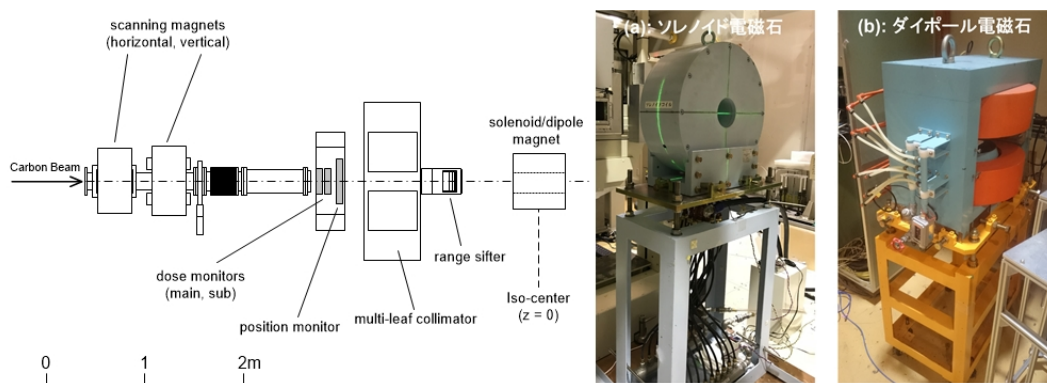 scanning magnets
(horizontal, vertical)
Carbon Beam
dose monitors
(main, sub)
position monitor
multi-leaf collimator
range sifter
solenoid/dipole
magnet
Iso-center
(z = 0)
0 1 2m
(a): ソレノイド電磁石
(b): ダイポール電磁石